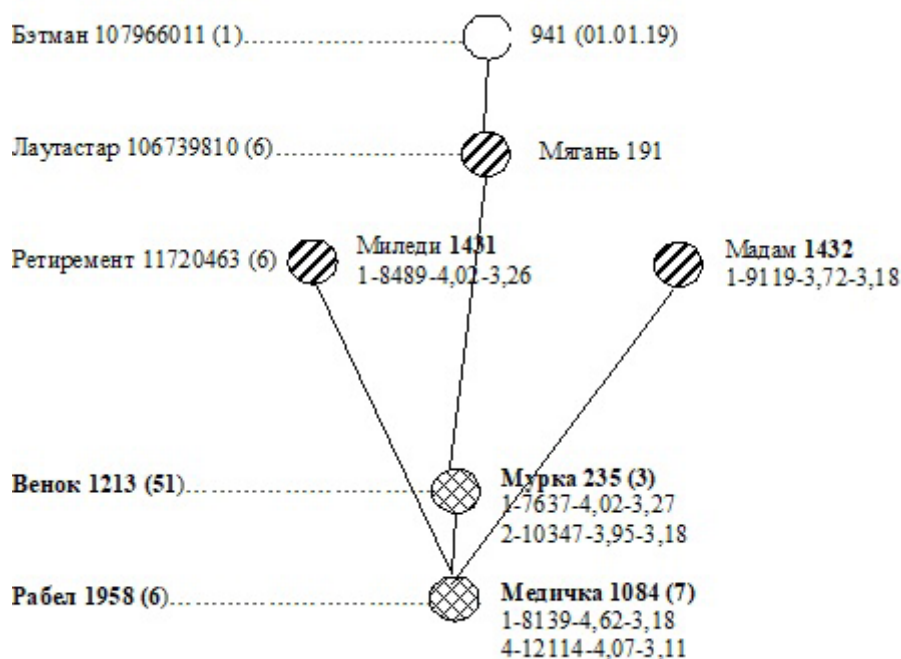 Бэтман 107966011 (1)
941 (01.01.19)
Лаутастар 106739810 (6)
Мягань 191
Ретиремент 11720463 (6)
Миледи 1431
1-8489-4,02-3,26
Мадам 1432
1-9119-3,72-3,18
Венок 1213 (51)
Мурка 235 (3)
1-7637-4,02-3,27
2-10347-3,95-3,18
Рабел 1958 (6)
Медичка 1084 (7)
1-8139-4,62-3,18
4-12114-4,07-3,11